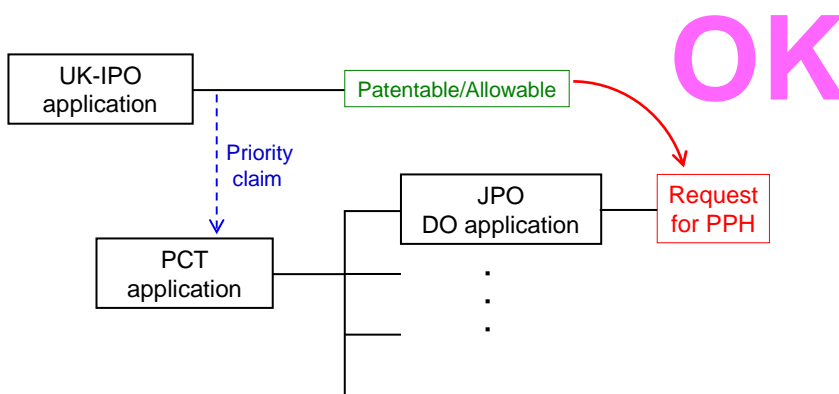 OK
UK-IPO
application
Patentable/Allowable
Priority
claim
JPO
DO application
Request
for PPH
PCT
application